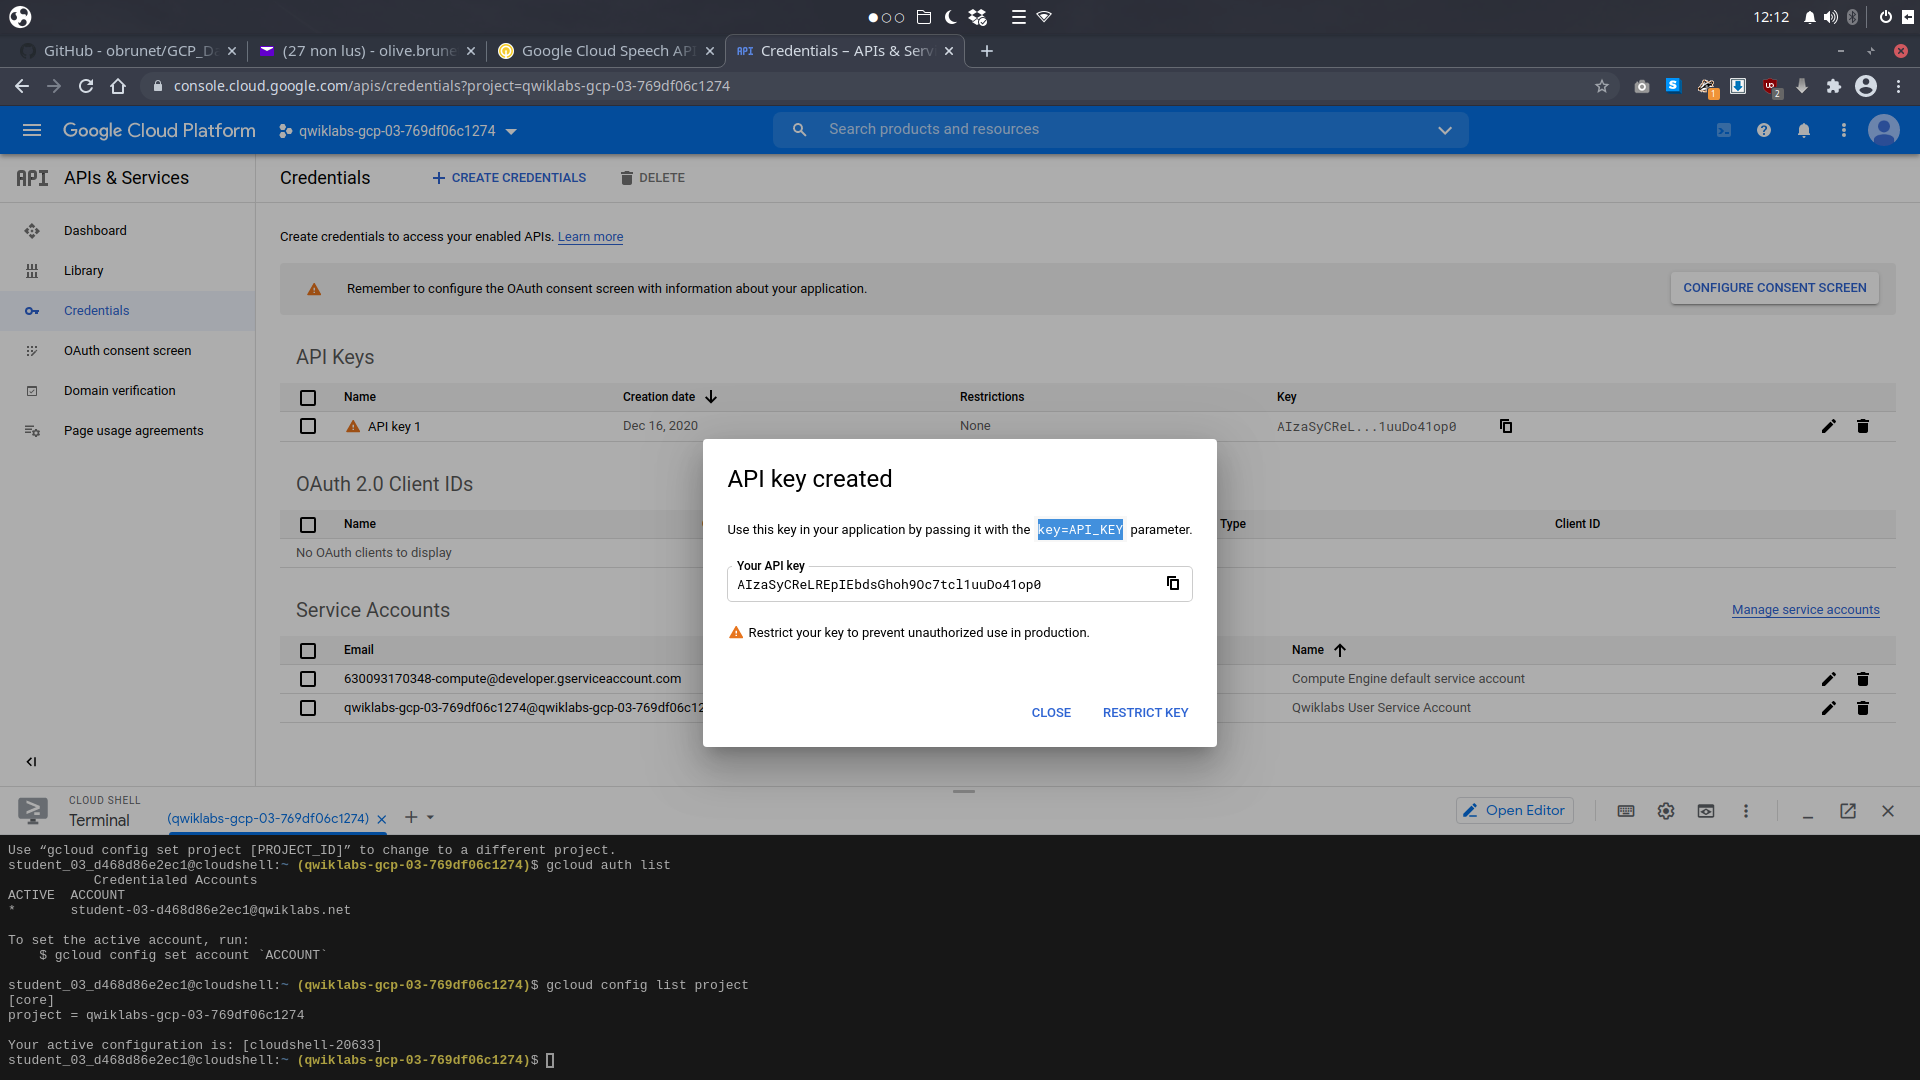 12:12
GitHub - obrunet/GCP_Da
(27 non lus) - olive.brune
Google Cloud Speech API
API Credentials – APIs & Serv
console.cloud.google.com/apis/credentials?project=qwiklabs-gcp-03-769df06c1274
1
2
Google Cloud Platform
qwiklabs-gcp-03-769df06c1274
Search products and resources
API APIs & Services
Credentials
CREATE CREDENTIALS
DELETE
Dashboard
Library
Credentials
OAuth consent screen
Domain verification
Page usage agreements
Create credentials to access your enabled APIs. Learn more
Remember to configure the OAuth consent screen with information about your application.
CONFIGURE CONSENT SCREEN
API Keys
Name Creation date Restrictions Key
API key 1 Dec 16, 2020 None AIzaSyCReL...1uuDo41op0
OAuth 2.0 Client IDs
Name Type Client ID
No OAuth clients to display
Service Accounts
Manage service accounts
Email Name
630093170348-compute@developer.gserviceaccount.com Compute Engine default service account
qwiklabs-gcp-03-769df06c1274@qwiklabs-gcp-03-769df06c12 Qwiklabs User Service Account
API key created
Use this key in your application by passing it with the key=API_KEY parameter.
Your API key
AIzaSyCReLREpIEbdsGhoh9Oc7tcl1uuDo41op0
Restrict your key to prevent unauthorized use in production.
CLOSE
RESTRICT KEY
CLOUD SHELL
Terminal
(qwiklabs-gcp-03-769df06c1274)
Open Editor
Use “gcloud config set project [PROJECT_ID]” to change to a different project.
student_03_d468d86e2ec1@cloudshell:~ (qwiklabs-gcp-03-769df06c1274)$ gcloud auth list
Credentialed Accounts
ACTIVE ACCOUNT
* student-03-d468d86e2ec1@qwiklabs.net
To set the active account, run:
$ gcloud config set account `ACCOUNT`
student_03_d468d86e2ec1@cloudshell:~ (qwiklabs-gcp-03-769df06c1274)$ gcloud config list project
[core]
project = qwiklabs-gcp-03-769df06c1274
Your active configuration is: [cloudshell-20633]
student_03_d468d86e2ec1@cloudshell:~ (qwiklabs-gcp-03-769df06c1274)$